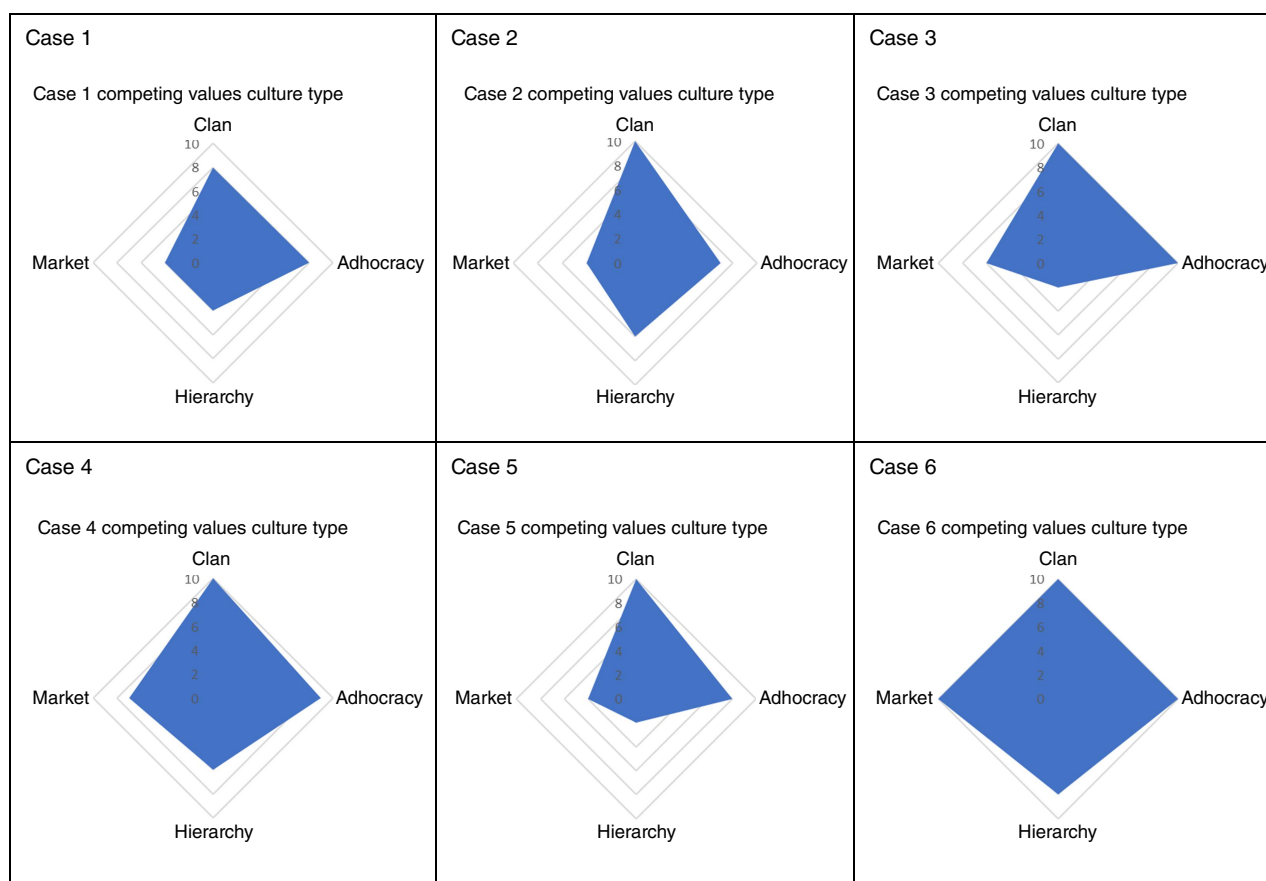 Case 1
Case 1 competing values culture type
Clan
10
8
6
4
2
0
Market
Adhocracy
Hierarchy
Case 2
Case 2 competing values culture type
Clan
10
8
6
4
2
0
Market
Adhocracy
Hierarchy
Case 3
Case 3 competing values culture type
Clan
10
8
6
4
2
0
Market
Adhocracy
Hierarchy
Case 4
Case 4 competing values culture type
Clan
10
8
6
4
2
0
Market
Adhocracy
Hierarchy
Case 5
Case 5 competing values culture type
Clan
10
8
6
4
2
0
Market
Adhocracy
Hierarchy
Case 6
Case 6 competing values culture type
Clan
10
8
6
4
2
0
Market
Adhocracy
Hierarchy